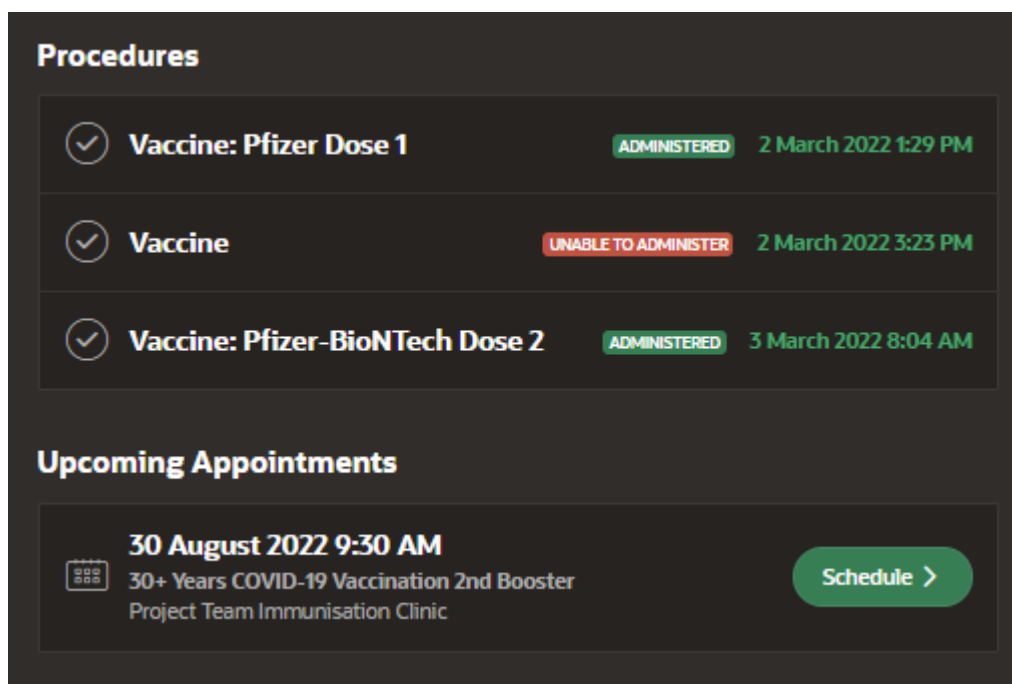 Procedures
Vaccine: Pfizer Dose 1 ADMINISTERED 2 March 2022 1:29 PM
Vaccine UNABLE TO ADMINISTER 2 March 2022 3:23 PM
Vaccine: Pfizer-BioNTech Dose 2 ADMINISTERED 3 March 2022 8:04 AM
Upcoming Appointments
30 August 2022 9:30 AM
30+ Years COVID-19 Vaccination 2nd Booster
Project Team Immunisation Clinic
Schedule >